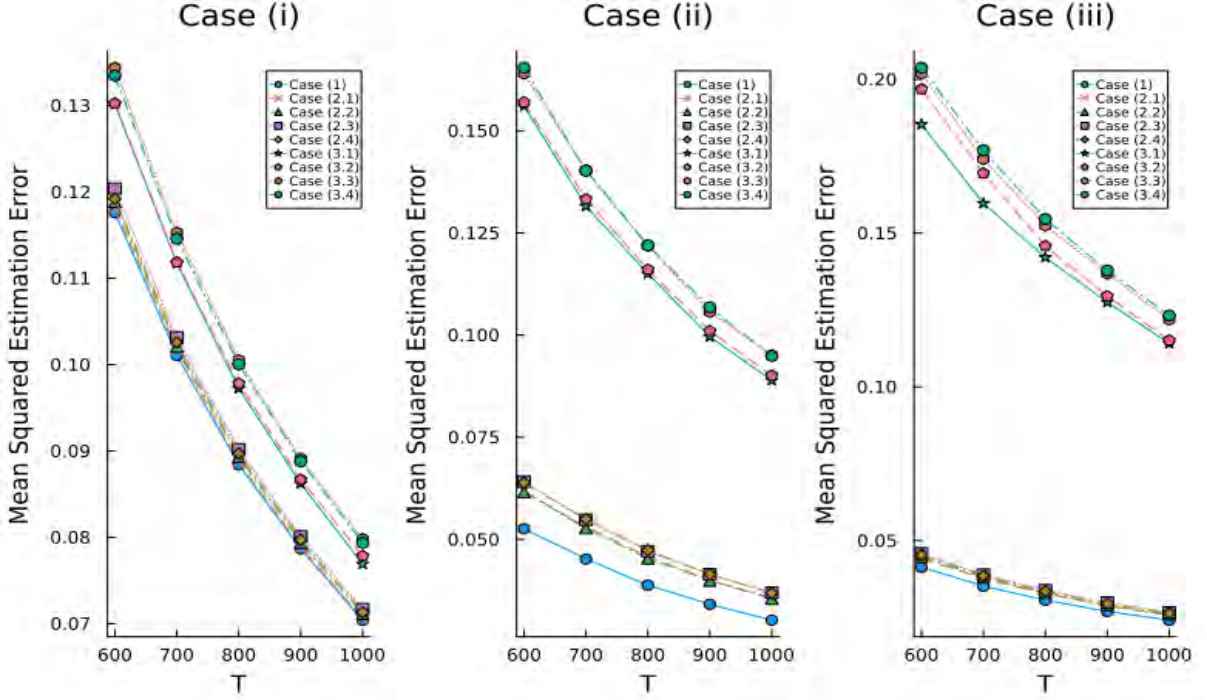 Case (i)
Mean Squared Estimation Error
0.13
0.12
0.11
0.10
0.09
0.08
0.07
600 700 800 900 1000
T
Case (1)
Case (2.1)
Case (2.2)
Case (2.3)
Case (2.4)
Case (3.1)
Case (3.2)
Case (3.3)
Case (3.4)
Case (ii)
Mean Squared Estimation Error
0.150
0.125
0.100
0.075
0.050
600 700 800 900 1000
T
Case (1)
Case (2.1)
Case (2.2)
Case (2.3)
Case (2.4)
Case (3.1)
Case (3.2)
Case (3.3)
Case (3.4)
Case (iii)
Mean Squared Estimation Error
0.20
0.15
0.10
0.05
600 700 800 900 1000
T
Case (1)
Case (2.1)
Case (2.2)
Case (2.3)
Case (2.4)
Case (3.1)
Case (3.2)
Case (3.3)
Case (3.4)